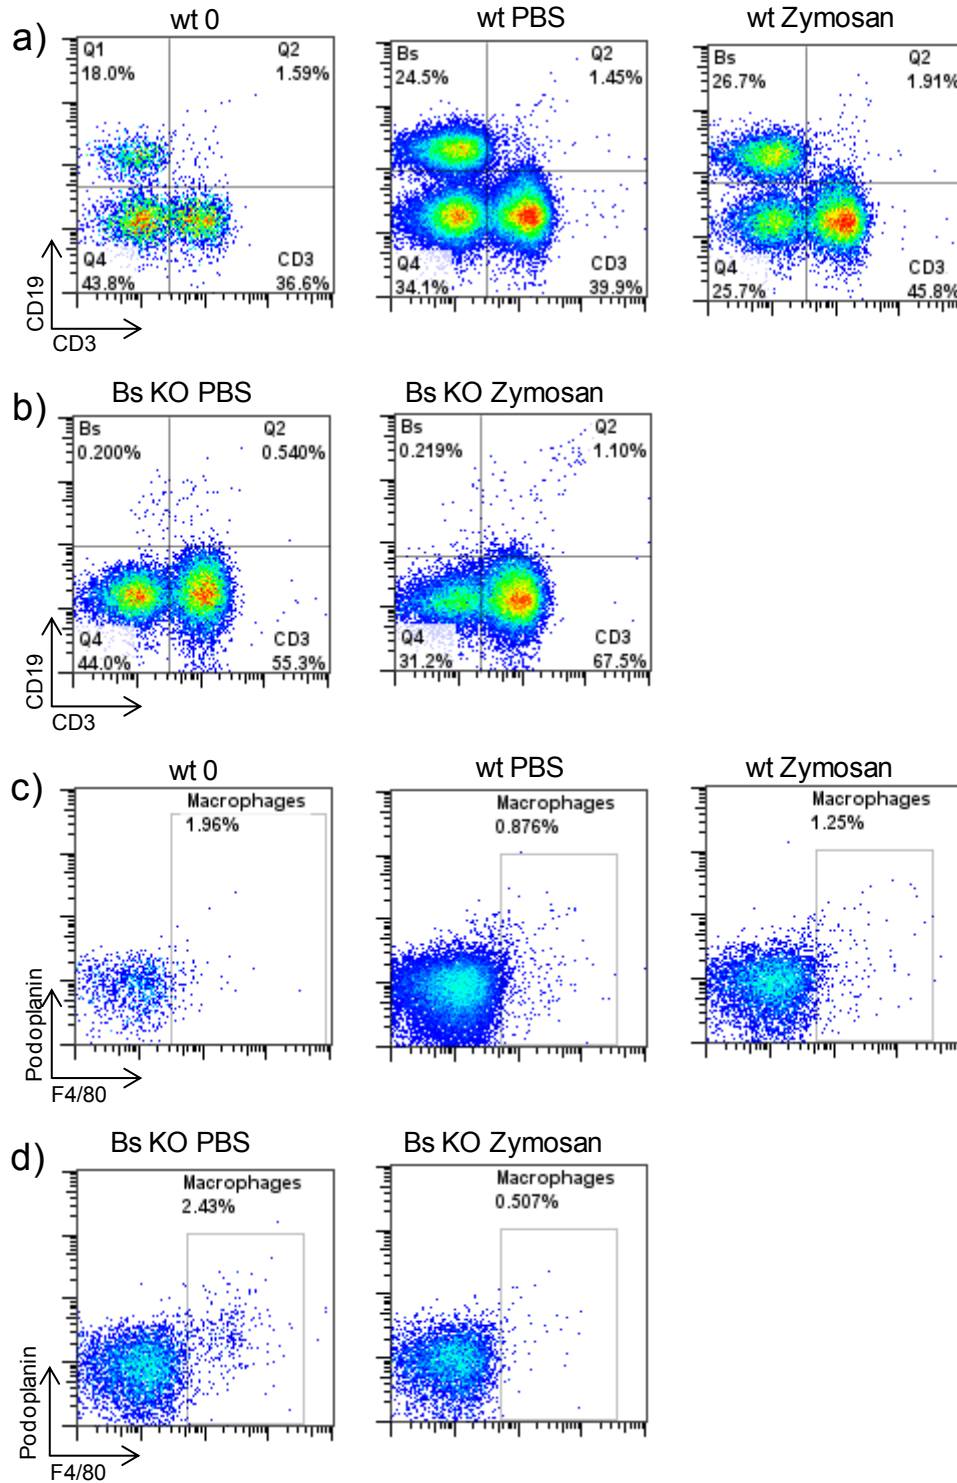 a)
wt 0
wt PBS
wt Zymosan
Q1
18.0%
Q2
1.59%
Q4
43.8%
CD3
36.6%
Bs
24.5%
Q2
1.45%
Q4
34.1%
CD3
39.9%
Bs
26.7%
Q2
1.91%
Q4
25.7%
CD3
45.8%
CD19
CD3
b)
Bs KO PBS
Bs KO Zymosan
Bs
0.200%
Q2
0.540%
Q4
44.0%
CD3
55.3%
Bs
0.219%
Q2
1.10%
Q4
31.2%
CD3
67.5%
CD19
CD3
c)
wt 0
wt PBS
wt Zymosan
Macrophages
1.96%
Macrophages
0.876%
Macrophages
1.25%
Podoplanin
F4/80
d)
Bs KO PBS
Bs KO Zymosan
Macrophages
2.43%
Macrophages
0.507%
Podoplanin
F4/80